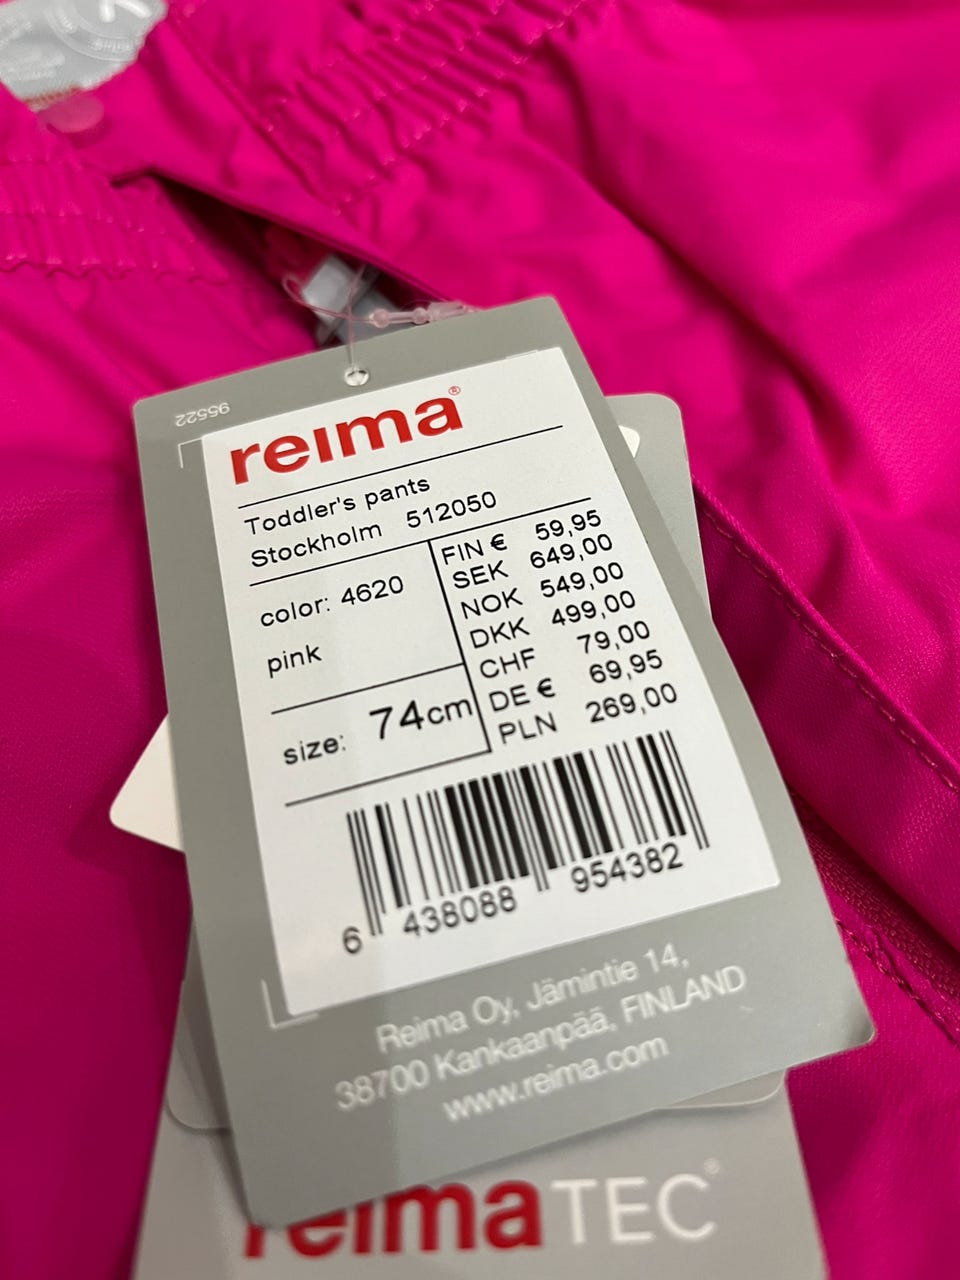 95522
reima®
Toddler's pants
Stockholm 512050
color: 4620
pink
size: 74cm
FIN € 59,95
SEK 649,00
NOK 549,00
DKK 499,00
CHF 79,00
DE € 69,95
PLN 269,00
6 438088 954382
Reima Oy, Jämintie 14,
38700 Kankaanpää, FINLAND
www.reima.com
reimaTEC®